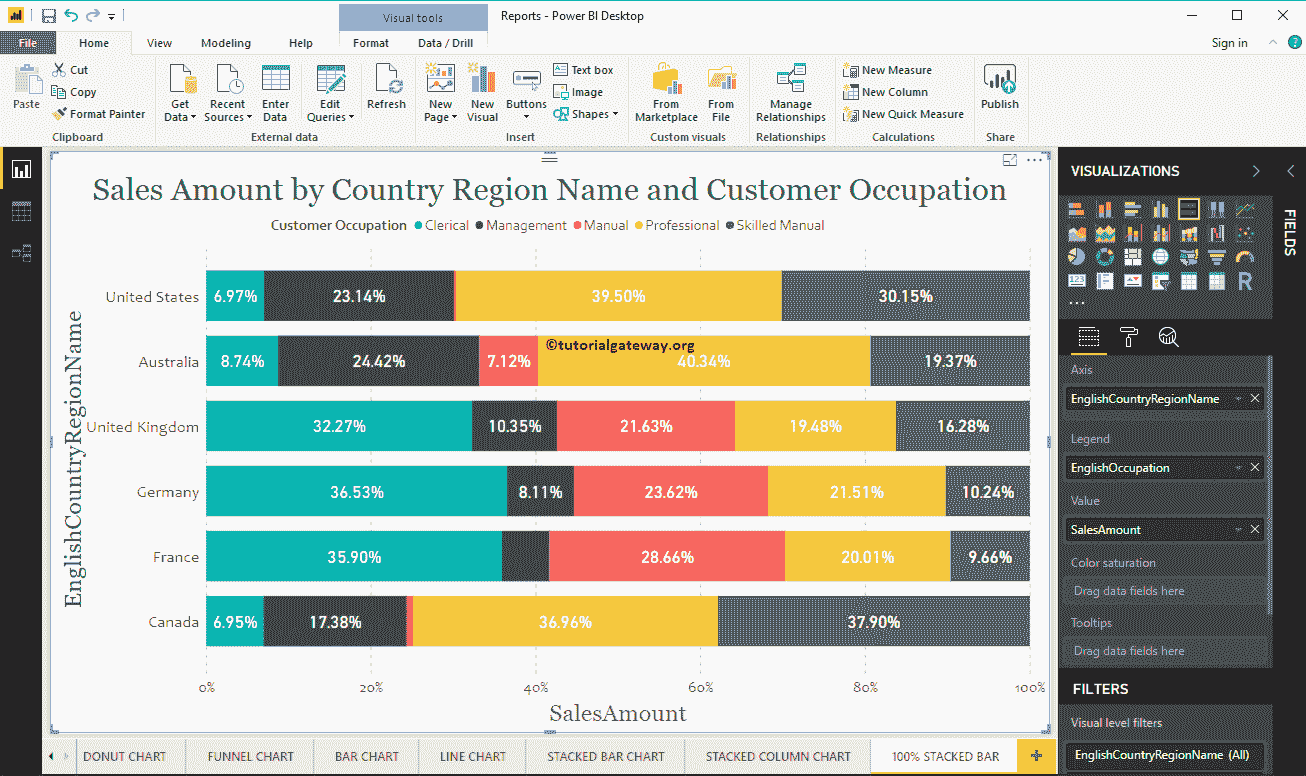 Visual tools
Reports - Power BI Desktop
File
Home
View
Modeling
Help
Format
Data / Drill
Sign in
Paste
Cut
Copy
Format Painter
Clipboard
Get Data
Recent Sources
Enter Data
Edit Queries
External data
Refresh
New Page
New Visual
Buttons
Text box
Image
Shapes
Insert
From Marketplace
From File
Custom visuals
Manage Relationships
Relationships
New Measure
New Column
New Quick Measure
Calculations
Publish
Share
Sales Amount by Country Region Name and Customer Occupation
Customer Occupation Clerical Management Manual Professional Skilled Manual
EnglishCountryRegionName
United States 6.97% 23.14% 39.50% 30.15%
©tutorialgateway.org
Australia 8.74% 24.42% 7.12% 40.34% 19.37%
United Kingdom 32.27% 10.35% 21.63% 19.48% 16.28%
Germany 36.53% 8.11% 23.62% 21.51% 10.24%
France 35.90% 28.66% 20.01% 9.66%
Canada 6.95% 17.38% 36.96% 37.90%
0% 20% 40% 60% 80% 100%
SalesAmount
DONUT CHART
FUNNEL CHART
BAR CHART
LINE CHART
STACKED BAR CHART
STACKED COLUMN CHART
100% STACKED BAR
VISUALIZATIONS
123
R
Axis
EnglishCountryRegionName
Legend
EnglishOccupation
Value
SalesAmount
Color saturation
Drag data fields here
Tooltips
Drag data fields here
FILTERS
Visual level filters
EnglishCountryRegionName (All)
FIELDS